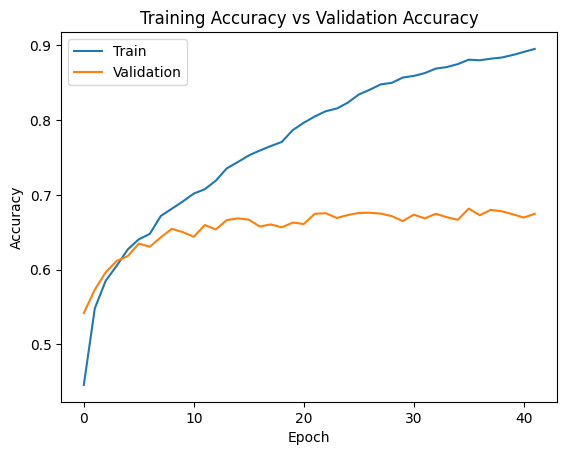 Training Accuracy vs Validation Accuracy
Train
Validation
0.9
0.8
0.7
0.6
0.5
Accuracy
0 10 20 30 40
Epoch